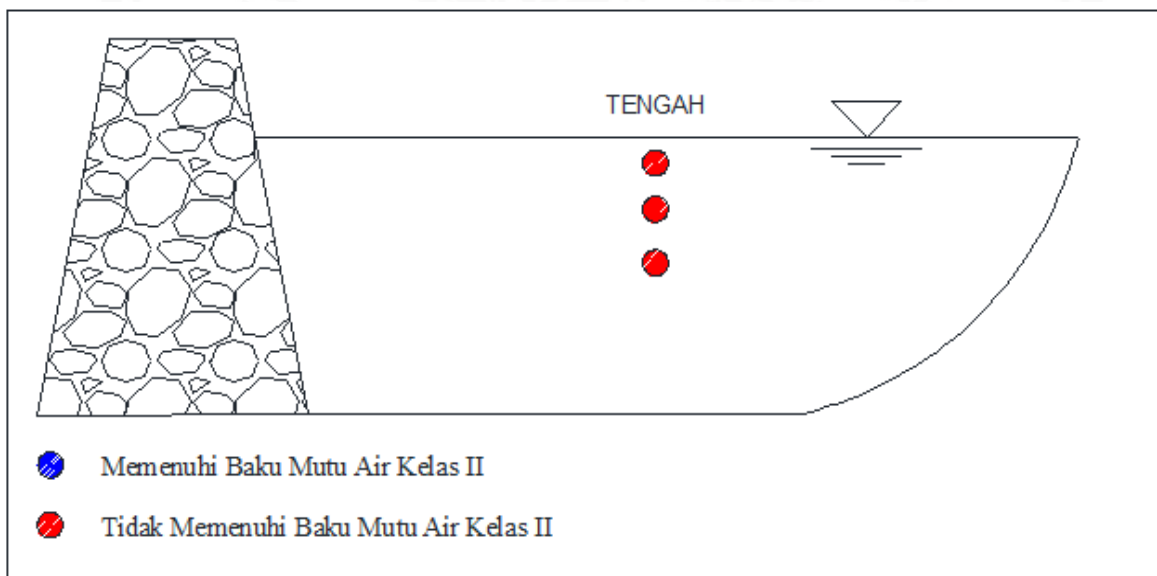 TENGAH
Memenuhi Baku Mutu Air Kelas II
Tidak Memenuhi Baku Mutu Air Kelas II